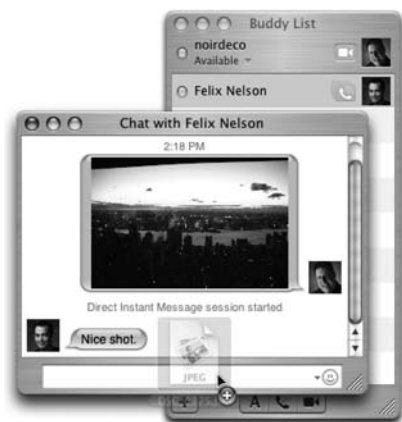 Buddy List
noirdeco
Available
Felix Nelson
Chat with Felix Nelson
2:18 PM
Direct Instant Message session started
Nice shot.
JPEG
A